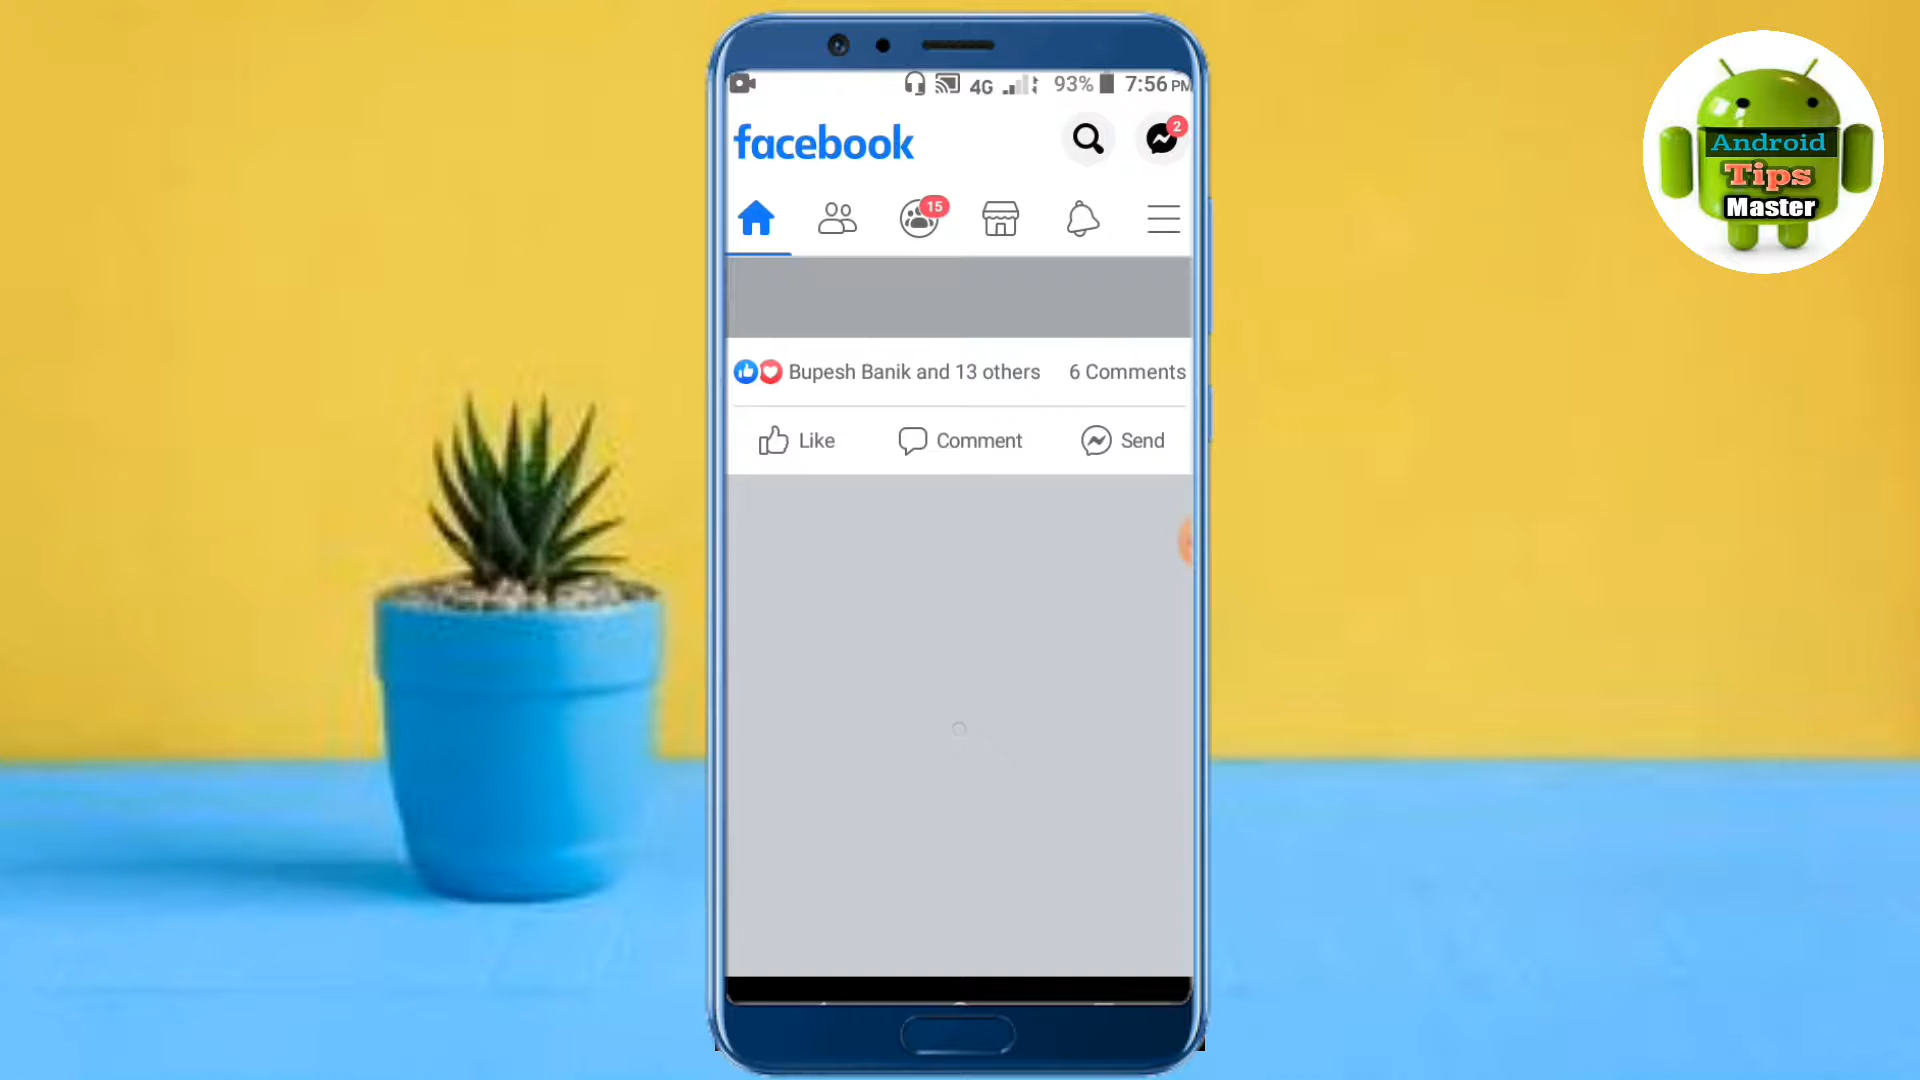 4G 93% 7:56 PM
facebook
2
15
Bupesh Banik and 13 others 6 Comments
Like Comment Send
Android
Tips
Master